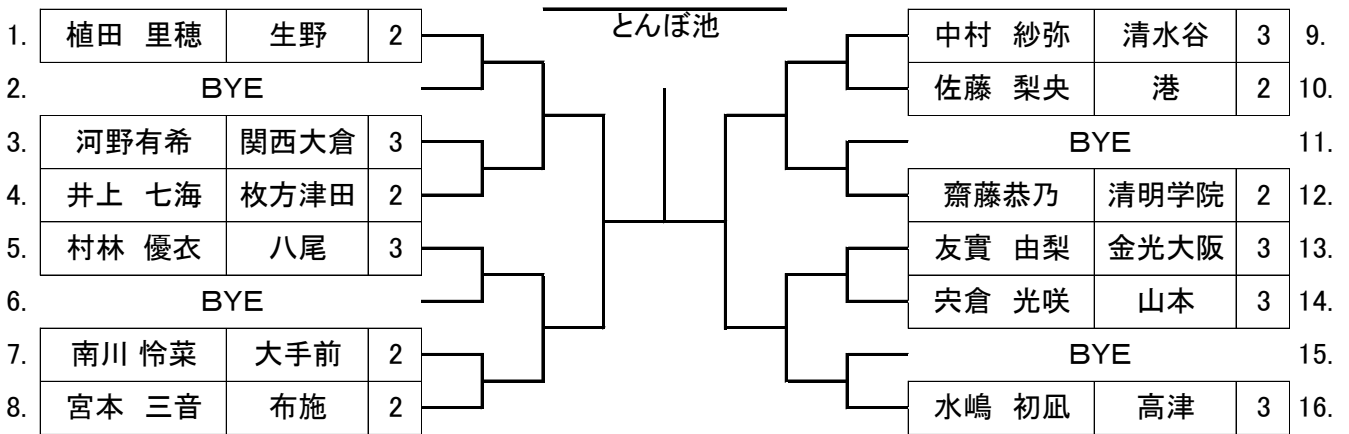 とんぼ池
1. 植田 里穂 生野 2
2. BYE
3. 河野有希 関西大倉 3
4. 井上 七海 枚方津田 2
5. 村林 優衣 八尾 3
6. BYE
7. 南川 怜菜 大手前 2
8. 宮本 三音 布施 2
中村 紗弥 清水谷 3 9.
佐藤 梨央 港 2 10.
BYE 11.
齋藤恭乃 清明学院 2 12.
友實 由梨 金光大阪 3 13.
宍倉 光咲 山本 3 14.
BYE 15.
水嶋 初凪 高津 3 16.